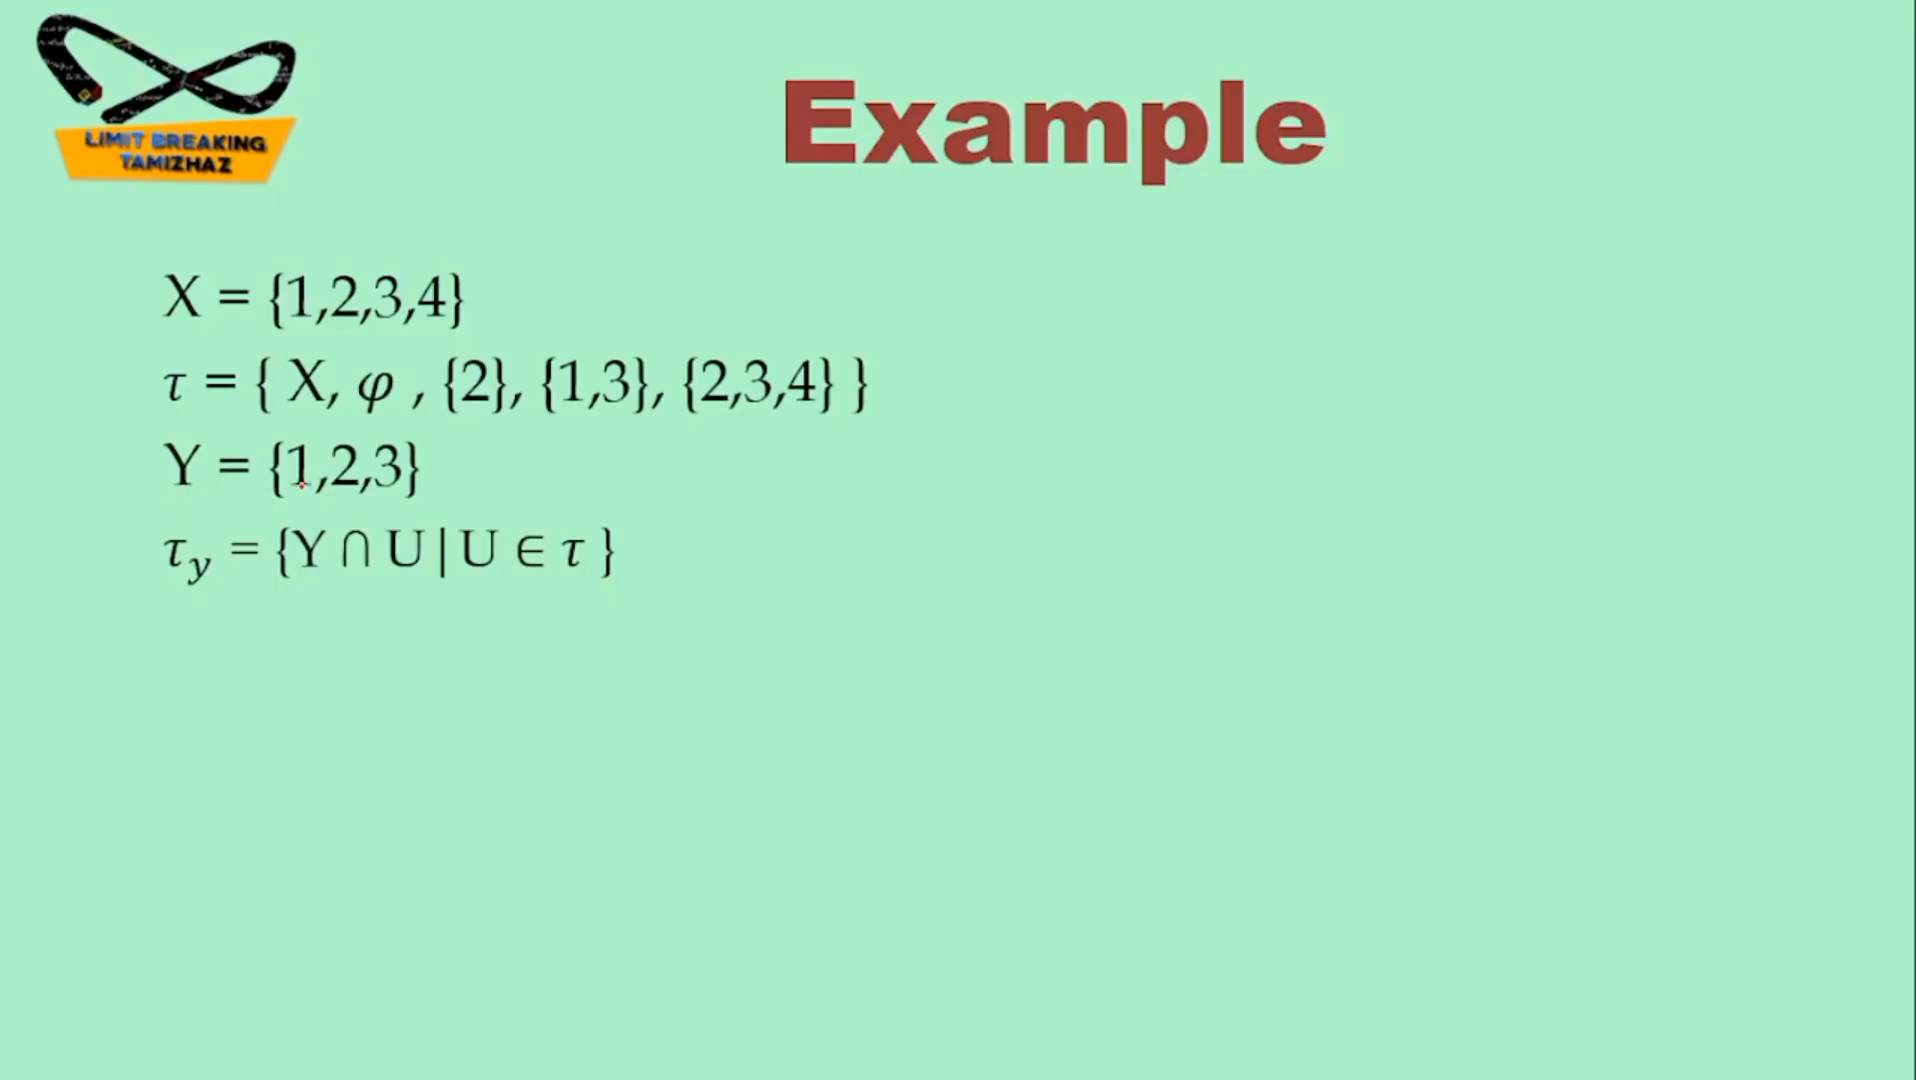 LIMIT BREAKING
TAMIZHAZ
Example
X = {1,2,3,4}
τ = { X, φ , {2}, {1,3}, {2,3,4} }
Y = {1,2,3}
τ_y = {Y ∩ U | U ∈ τ }